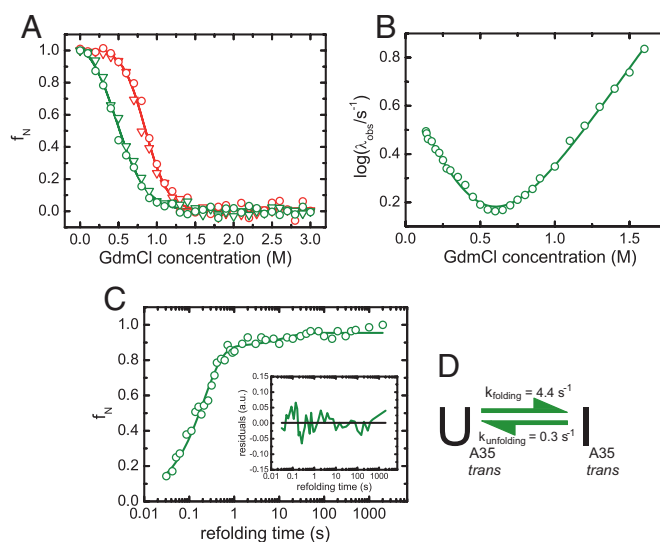 A
1.0
0.8
0.6
0.4
0.2
0.0
f_N
0.0 0.5 1.0 1.5 2.0 2.5 3.0
GdmCl concentration (M)
B
0.8
0.6
0.4
0.2
log(λ_obs/s⁻¹)
0 0.5 1.0 1.5
GdmCl concentration (M)
C
1.0
0.8
0.6
0.4
0.2
0.0
f_N
0.01 0.1 1 10 100 1000
refolding time (s)
0.15
0.10
0.05
0.00
-0.05
-0.10
-0.15
residuals (a.u.)
0.01 0.1 1 10 100 1000
refolding time (s)
D
k_folding = 4.4 s⁻¹
U I
k_unfolding = 0.3 s⁻¹
A35 A35
trans trans